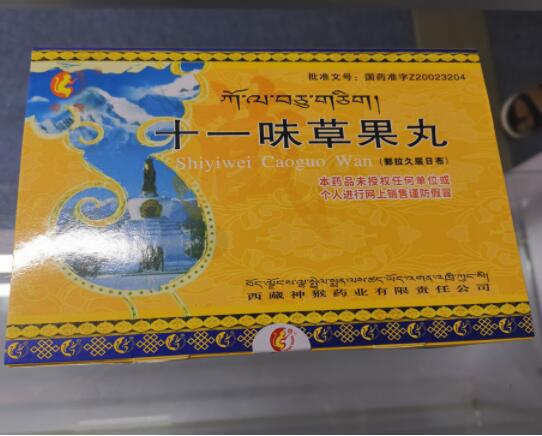 批准文号：国药准字Z20023204
ཀོ་ལ་བཅུ་གཅིག།
十一味草果丸
Shiyiwei Caoguo Wan (郭拉久届日布)
本药品未授权任何单位或
个人进行网上销售谨防假冒
西藏神猴药业有限责任公司